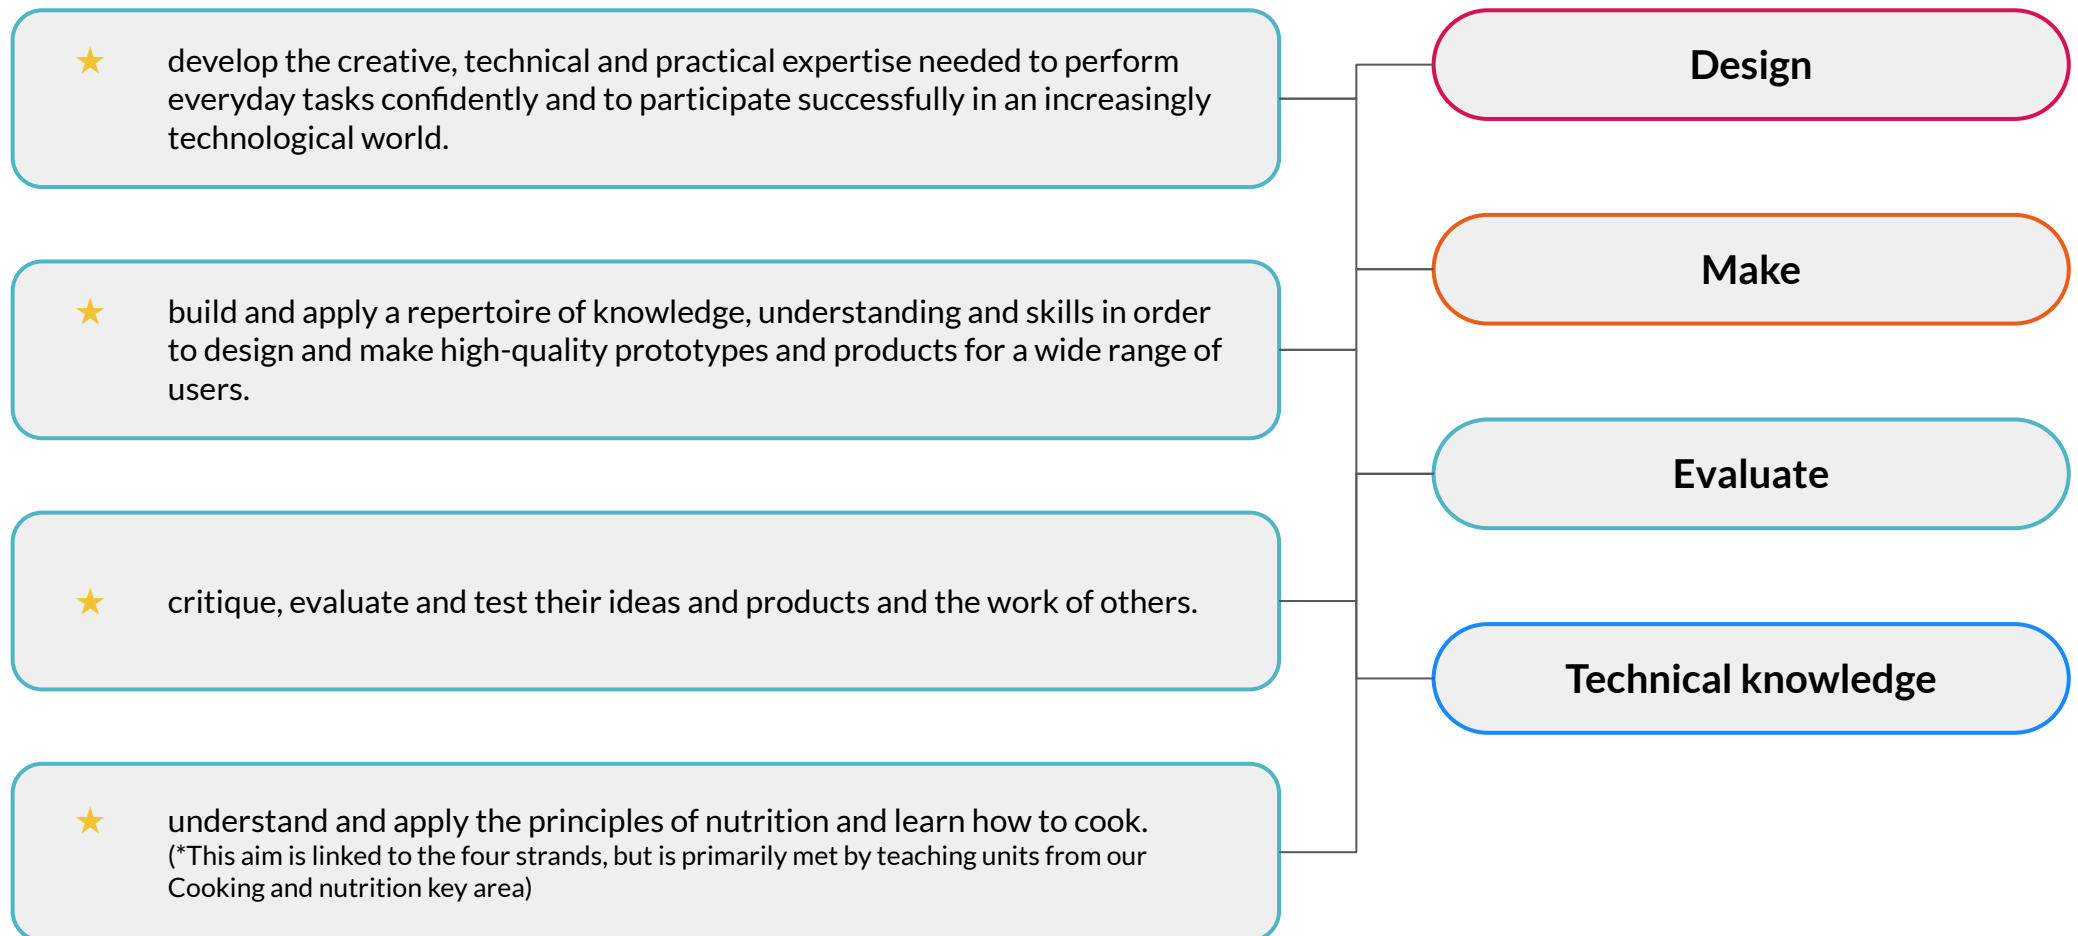 develop the creative, technical and practical expertise needed to perform
everyday tasks confidently and to participate successfully in an increasingly
technological world.
build and apply a repertoire of knowledge, understanding and skills in order
to design and make high-quality prototypes and products for a wide range of
users.
critique, evaluate and test their ideas and products and the work of others.
understand and apply the principles of nutrition and learn how to cook.
(*This aim is linked to the four strands, but is primarily met by teaching units from our
Cooking and nutrition key area)
Design
Make
Evaluate
Technical knowledge